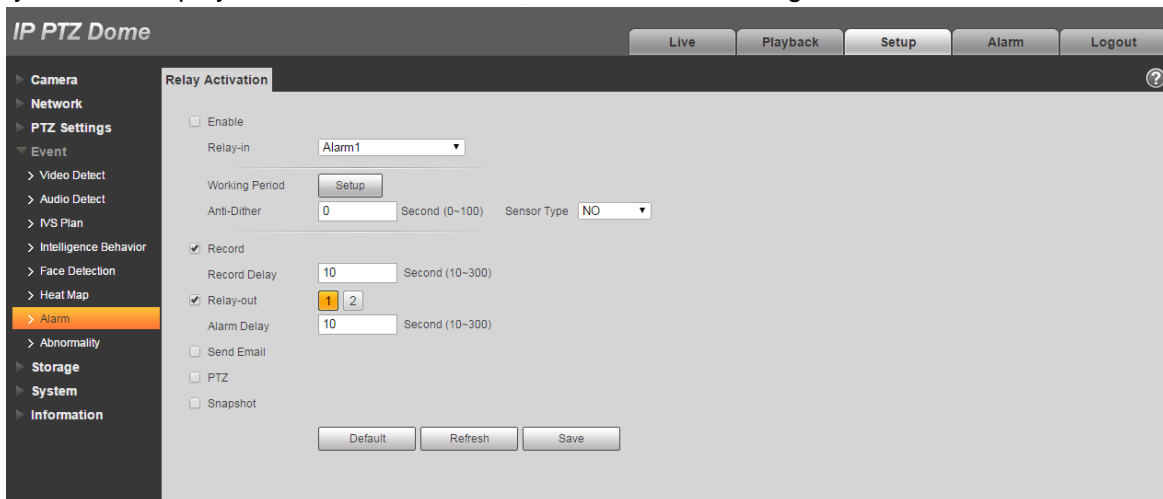 IP PTZ Dome
Live Playback Setup Alarm Logout
Camera
Network
PTZ Settings
Event
Video Detect
Audio Detect
IVS Plan
Intelligence Behavior
Face Detection
Heat Map
Alarm
Abnormality
Storage
System
Information
Relay Activation ?
Enable
Relay-in Alarm1
Working Period Setup
Anti-Dither 0 Second (0~100) Sensor Type NO
Record
Record Delay 10 Second (10~300)
Relay-out 1 2
Alarm Delay 10 Second (10~300)
Send Email
PTZ
Snapshot
Default Refresh Save